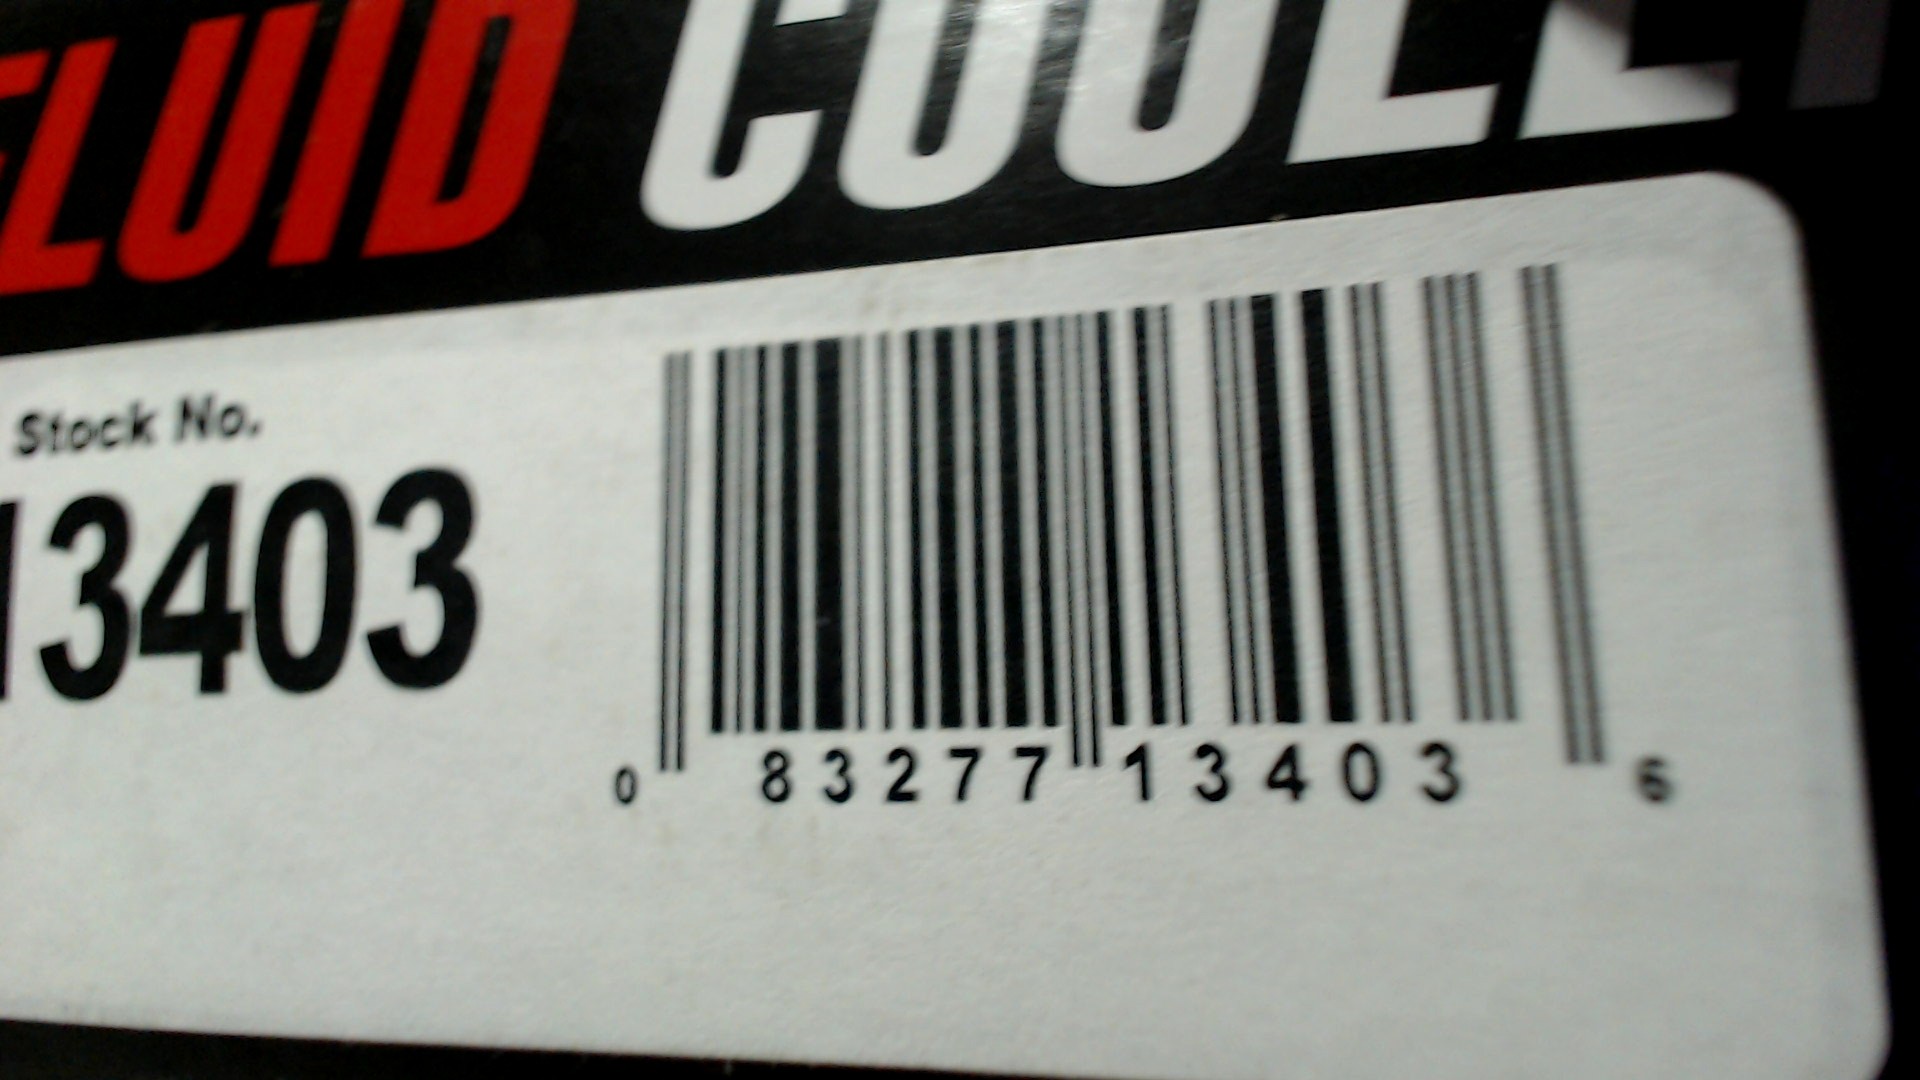 FLUID COOLE
Stock No.
13403
0 83277 13403 6